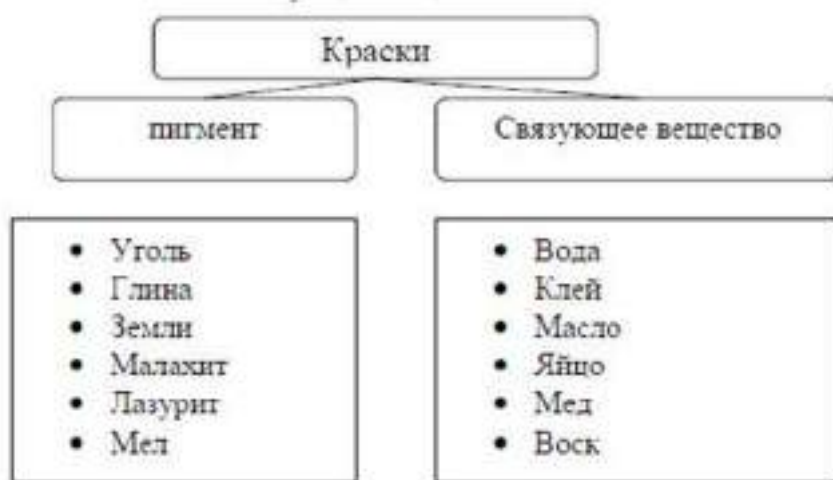 Краски
пигмент
Связующее вещество
• Уголь
• Глина
• Земли
• Малахит
• Лазурит
• Мел
• Вода
• Клей
• Масло
• Яйцо
• Мед
• Воск